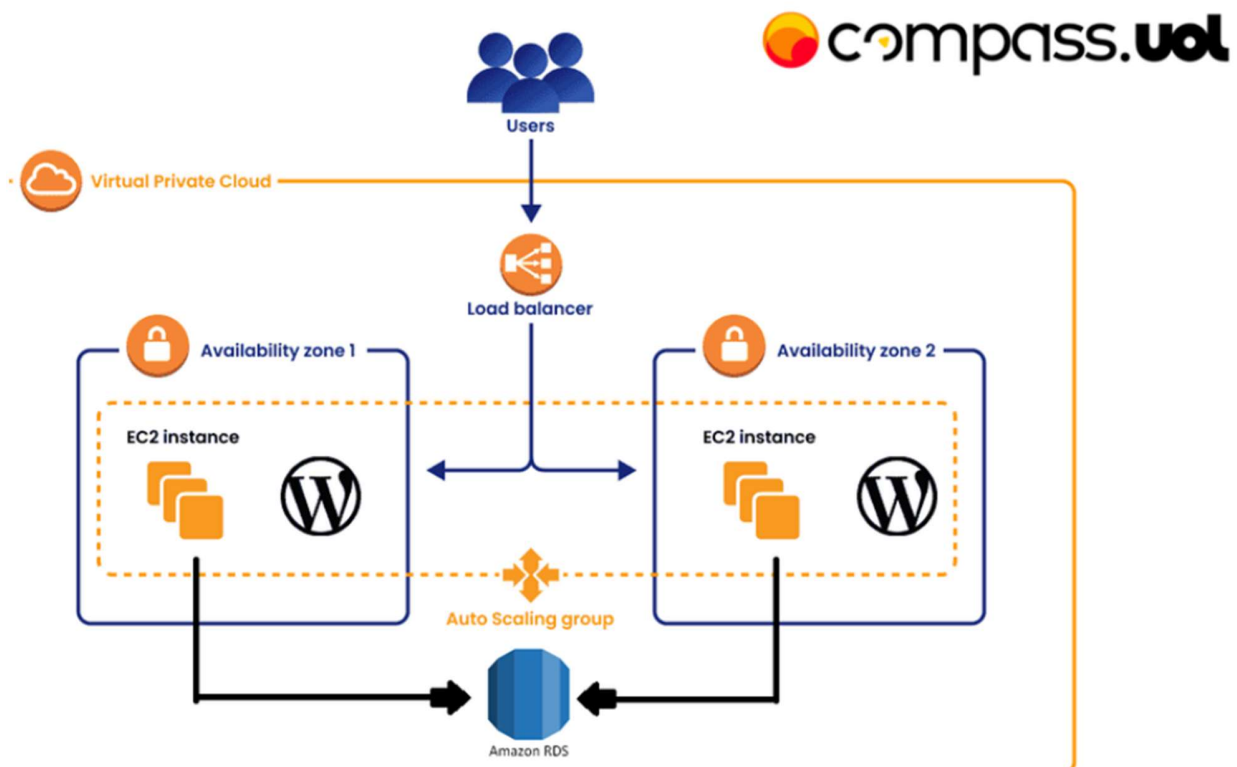 compass.uol
Users
Virtual Private Cloud
Load balancer
Availability zone 1
Availability zone 2
EC2 instance
EC2 instance
Auto Scaling group
Amazon RDS